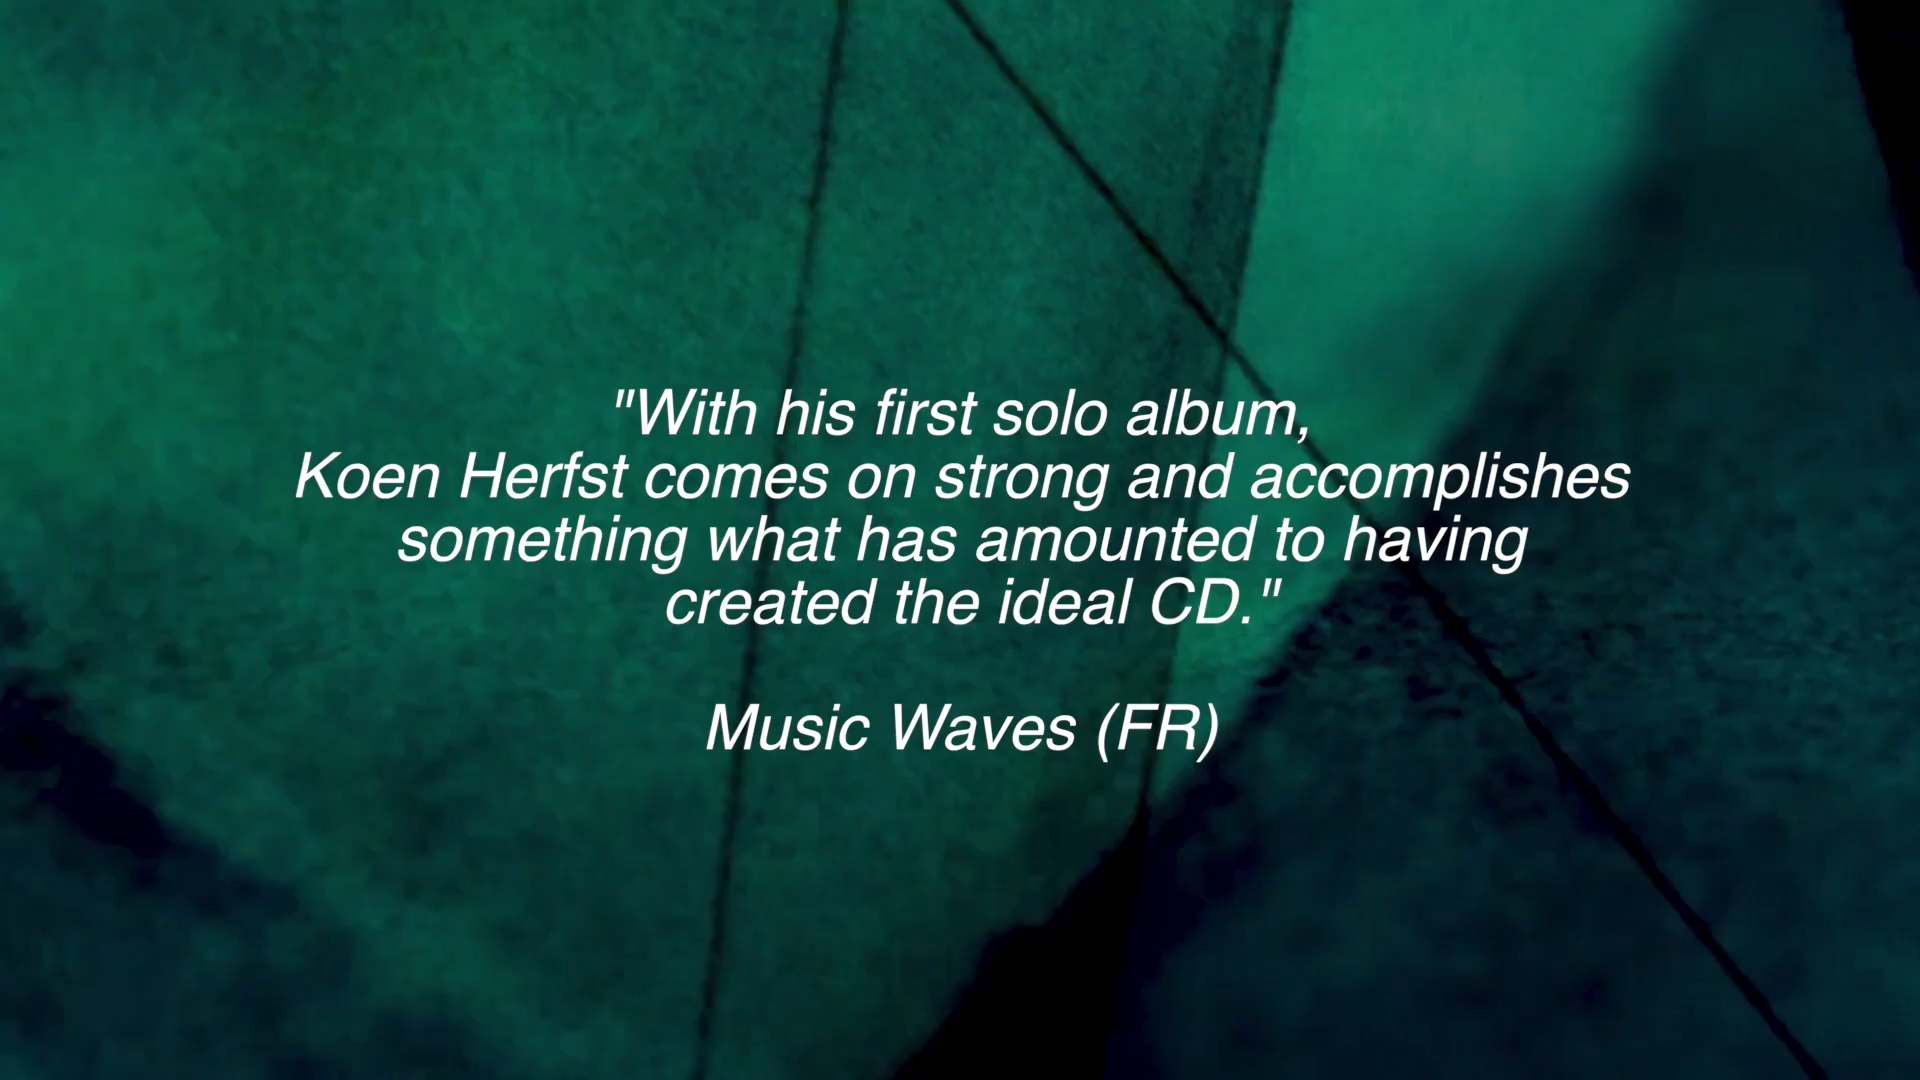 "With his first solo album,
Koen Herfst comes on strong and accomplishes
something what has amounted to having
created the ideal CD."
Music Waves (FR)